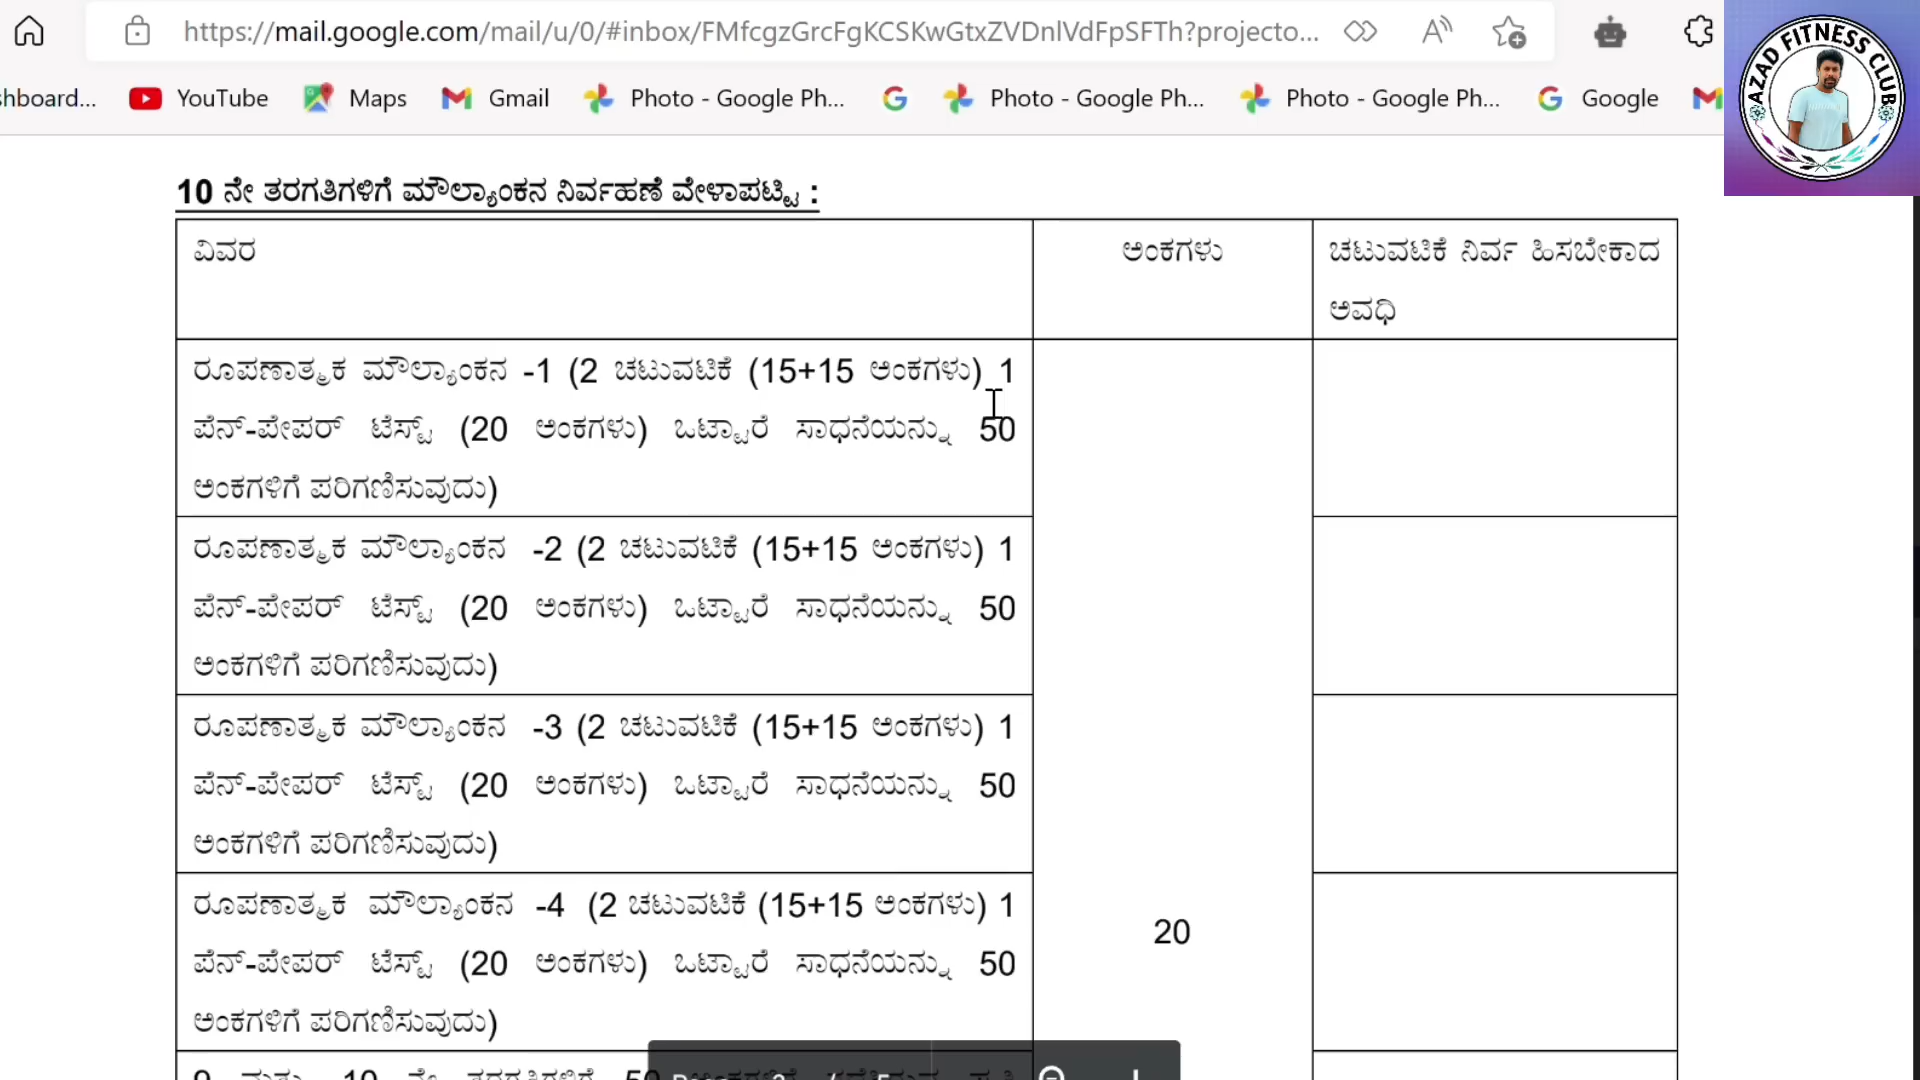 https://mail.google.com/mail/u/0/#inbox/FMfcgzGrcFgKCSKwGtxZVDnlVdFpSFTh?projecto...
hboard... YouTube Maps Gmail Photo - Google Ph... Photo - Google Ph... Photo - Google Ph... Google
AZAD FITNESS CLUB
10 ನೇ ತರಗತಿಗಳಿಗೆ ಮೌಲ್ಯಾಂಕನ ನಿರ್ವಹಣೆ ವೇಳಾಪಟ್ಟಿ :
ವಿವರ ಅಂಕಗಳು ಚಟುವಟಿಕೆ ನಿರ್ವ ಹಿಸಬೇಕಾದ
ಅವಧಿ
ರೂಪಣಾತ್ಮಕ ಮೌಲ್ಯಾಂಕನ -1 (2 ಚಟುವಟಿಕೆ (15+15 ಅಂಕಗಳು) 1
ಪೆನ್-ಪೇಪರ್ ಟೆಸ್ಟ್ (20 ಅಂಕಗಳು) ಒಟ್ಟಾರೆ ಸಾಧನೆಯನ್ನು 50
ಅಂಕಗಳಿಗೆ ಪರಿಗಣಿಸುವುದು)
ರೂಪಣಾತ್ಮಕ ಮೌಲ್ಯಾಂಕನ -2 (2 ಚಟುವಟಿಕೆ (15+15 ಅಂಕಗಳು) 1
ಪೆನ್-ಪೇಪರ್ ಟೆಸ್ಟ್ (20 ಅಂಕಗಳು) ಒಟ್ಟಾರೆ ಸಾಧನೆಯನ್ನು 50
ಅಂಕಗಳಿಗೆ ಪರಿಗಣಿಸುವುದು)
ರೂಪಣಾತ್ಮಕ ಮೌಲ್ಯಾಂಕನ -3 (2 ಚಟುವಟಿಕೆ (15+15 ಅಂಕಗಳು) 1
ಪೆನ್-ಪೇಪರ್ ಟೆಸ್ಟ್ (20 ಅಂಕಗಳು) ಒಟ್ಟಾರೆ ಸಾಧನೆಯನ್ನು 50
ಅಂಕಗಳಿಗೆ ಪರಿಗಣಿಸುವುದು)
ರೂಪಣಾತ್ಮಕ ಮೌಲ್ಯಾಂಕನ -4 (2 ಚಟುವಟಿಕೆ (15+15 ಅಂಕಗಳು) 1
20
ಪೆನ್-ಪೇಪರ್ ಟೆಸ್ಟ್ (20 ಅಂಕಗಳು) ಒಟ್ಟಾರೆ ಸಾಧನೆಯನ್ನು 50
ಅಂಕಗಳಿಗೆ ಪರಿಗಣಿಸುವುದು)